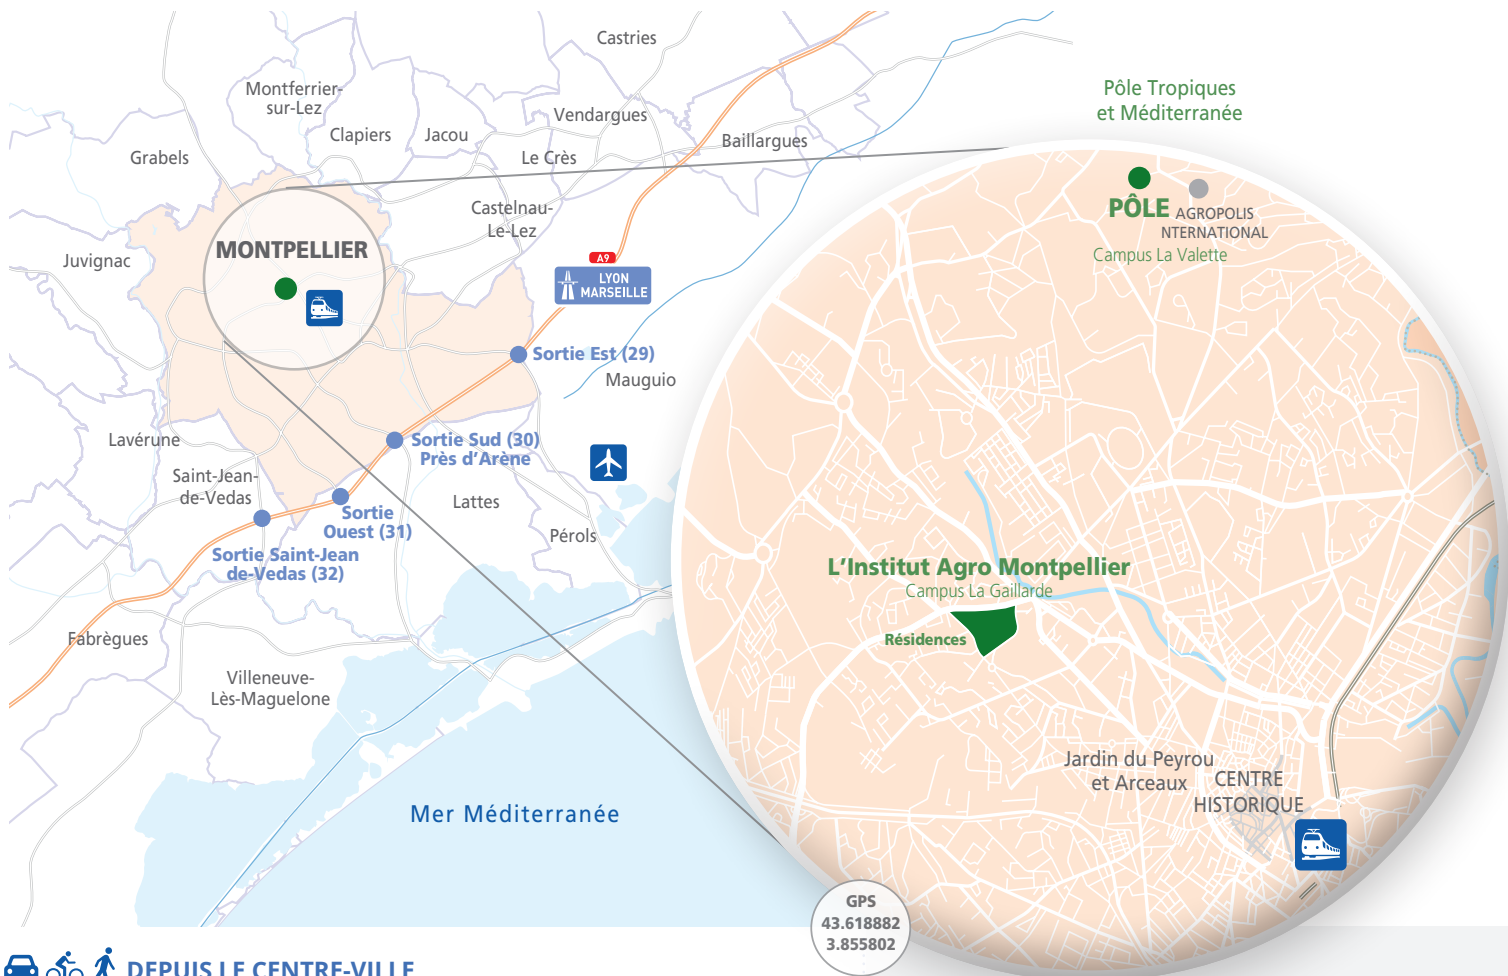 Castries
Montferrier-
sur-Lez
Clapiers
Jacou
Vendargues
Baillargues
Le Crès
Grabels
Castelnau-
Le-Lez
Juvignac
MONTPELLIER
A9
LYON
MARSEILLE
Sortie Est (29)
Mauguio
Lavérune
Sortie Sud (30)
Près d’Arène
Saint-Jean-
de-Vedas
Lattes
Sortie
Ouest (31)
Pérols
Sortie Saint-Jean
de-Vedas (32)
Fabrègues
Villeneuve-
Lès-Maguelone
Mer Méditerranée
Pôle Tropiques
et Méditerranée
PÔLE
AGROPOLIS
NTERNATIONAL
Campus La Valette
L’Institut Agro Montpellier
Campus La Gaillarde
Résidences
Jardin du Peyrou
et Arceaux
CENTRE
HISTORIQUE
GPS
43.618882
3.855802
DEPUIS LE CENTRE-VILLE